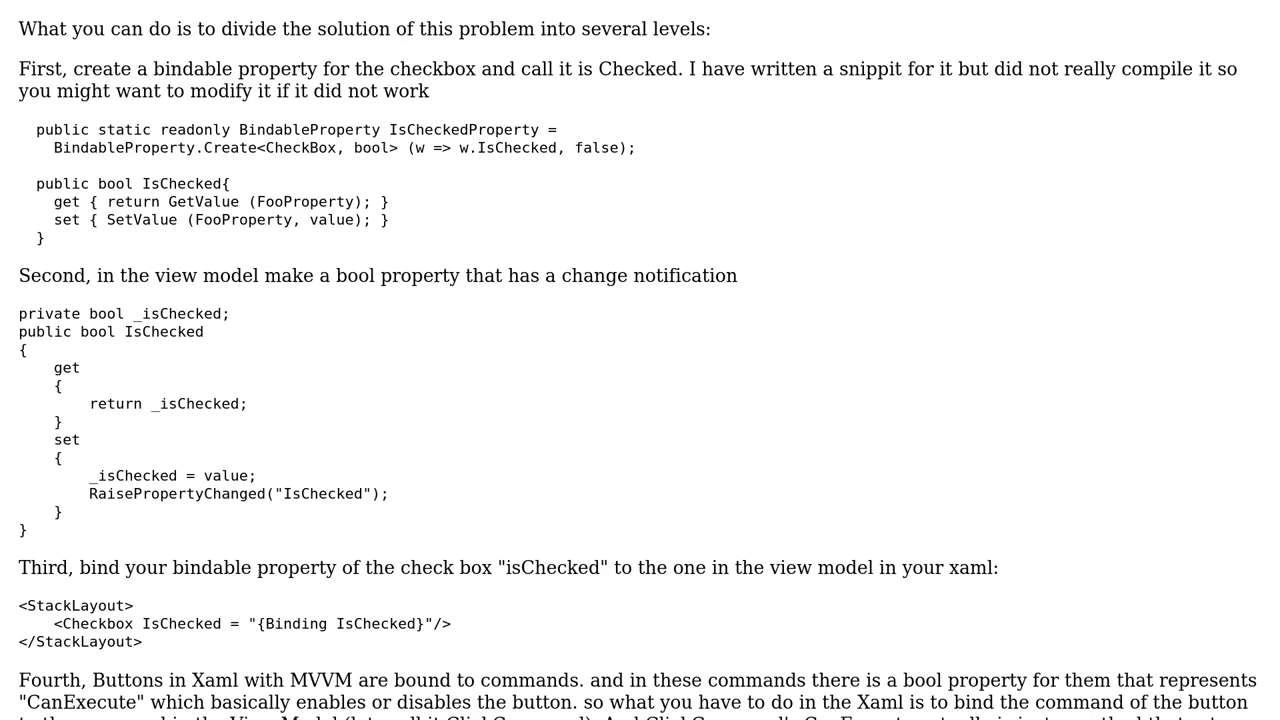 What you can do is to divide the solution of this problem into several levels:
First, create a bindable property for the checkbox and call it is Checked. I have written a snippit for it but did not really compile it so
you might want to modify it if it did not work
public static readonly BindableProperty IsCheckedProperty =
BindableProperty.Create<CheckBox, bool> (w => w.IsChecked, false);
public bool IsChecked{
get { return GetValue (FooProperty); }
set { SetValue (FooProperty, value); }
}
Second, in the view model make a bool property that has a change notification
private bool _isChecked;
public bool IsChecked
{
get
{
return _isChecked;
}
set
{
_isChecked = value;
RaisePropertyChanged("IsChecked");
}
}
Third, bind your bindable property of the check box "isChecked" to the one in the view model in your xaml:
<StackLayout>
<Checkbox IsChecked = "{Binding IsChecked}"/>
</StackLayout>
Fourth, Buttons in Xaml with MVVM are bound to commands. and in these commands there is a bool property for them that represents
"CanExecute" which basically enables or disables the button. so what you have to do in the Xaml is to bind the command of the button